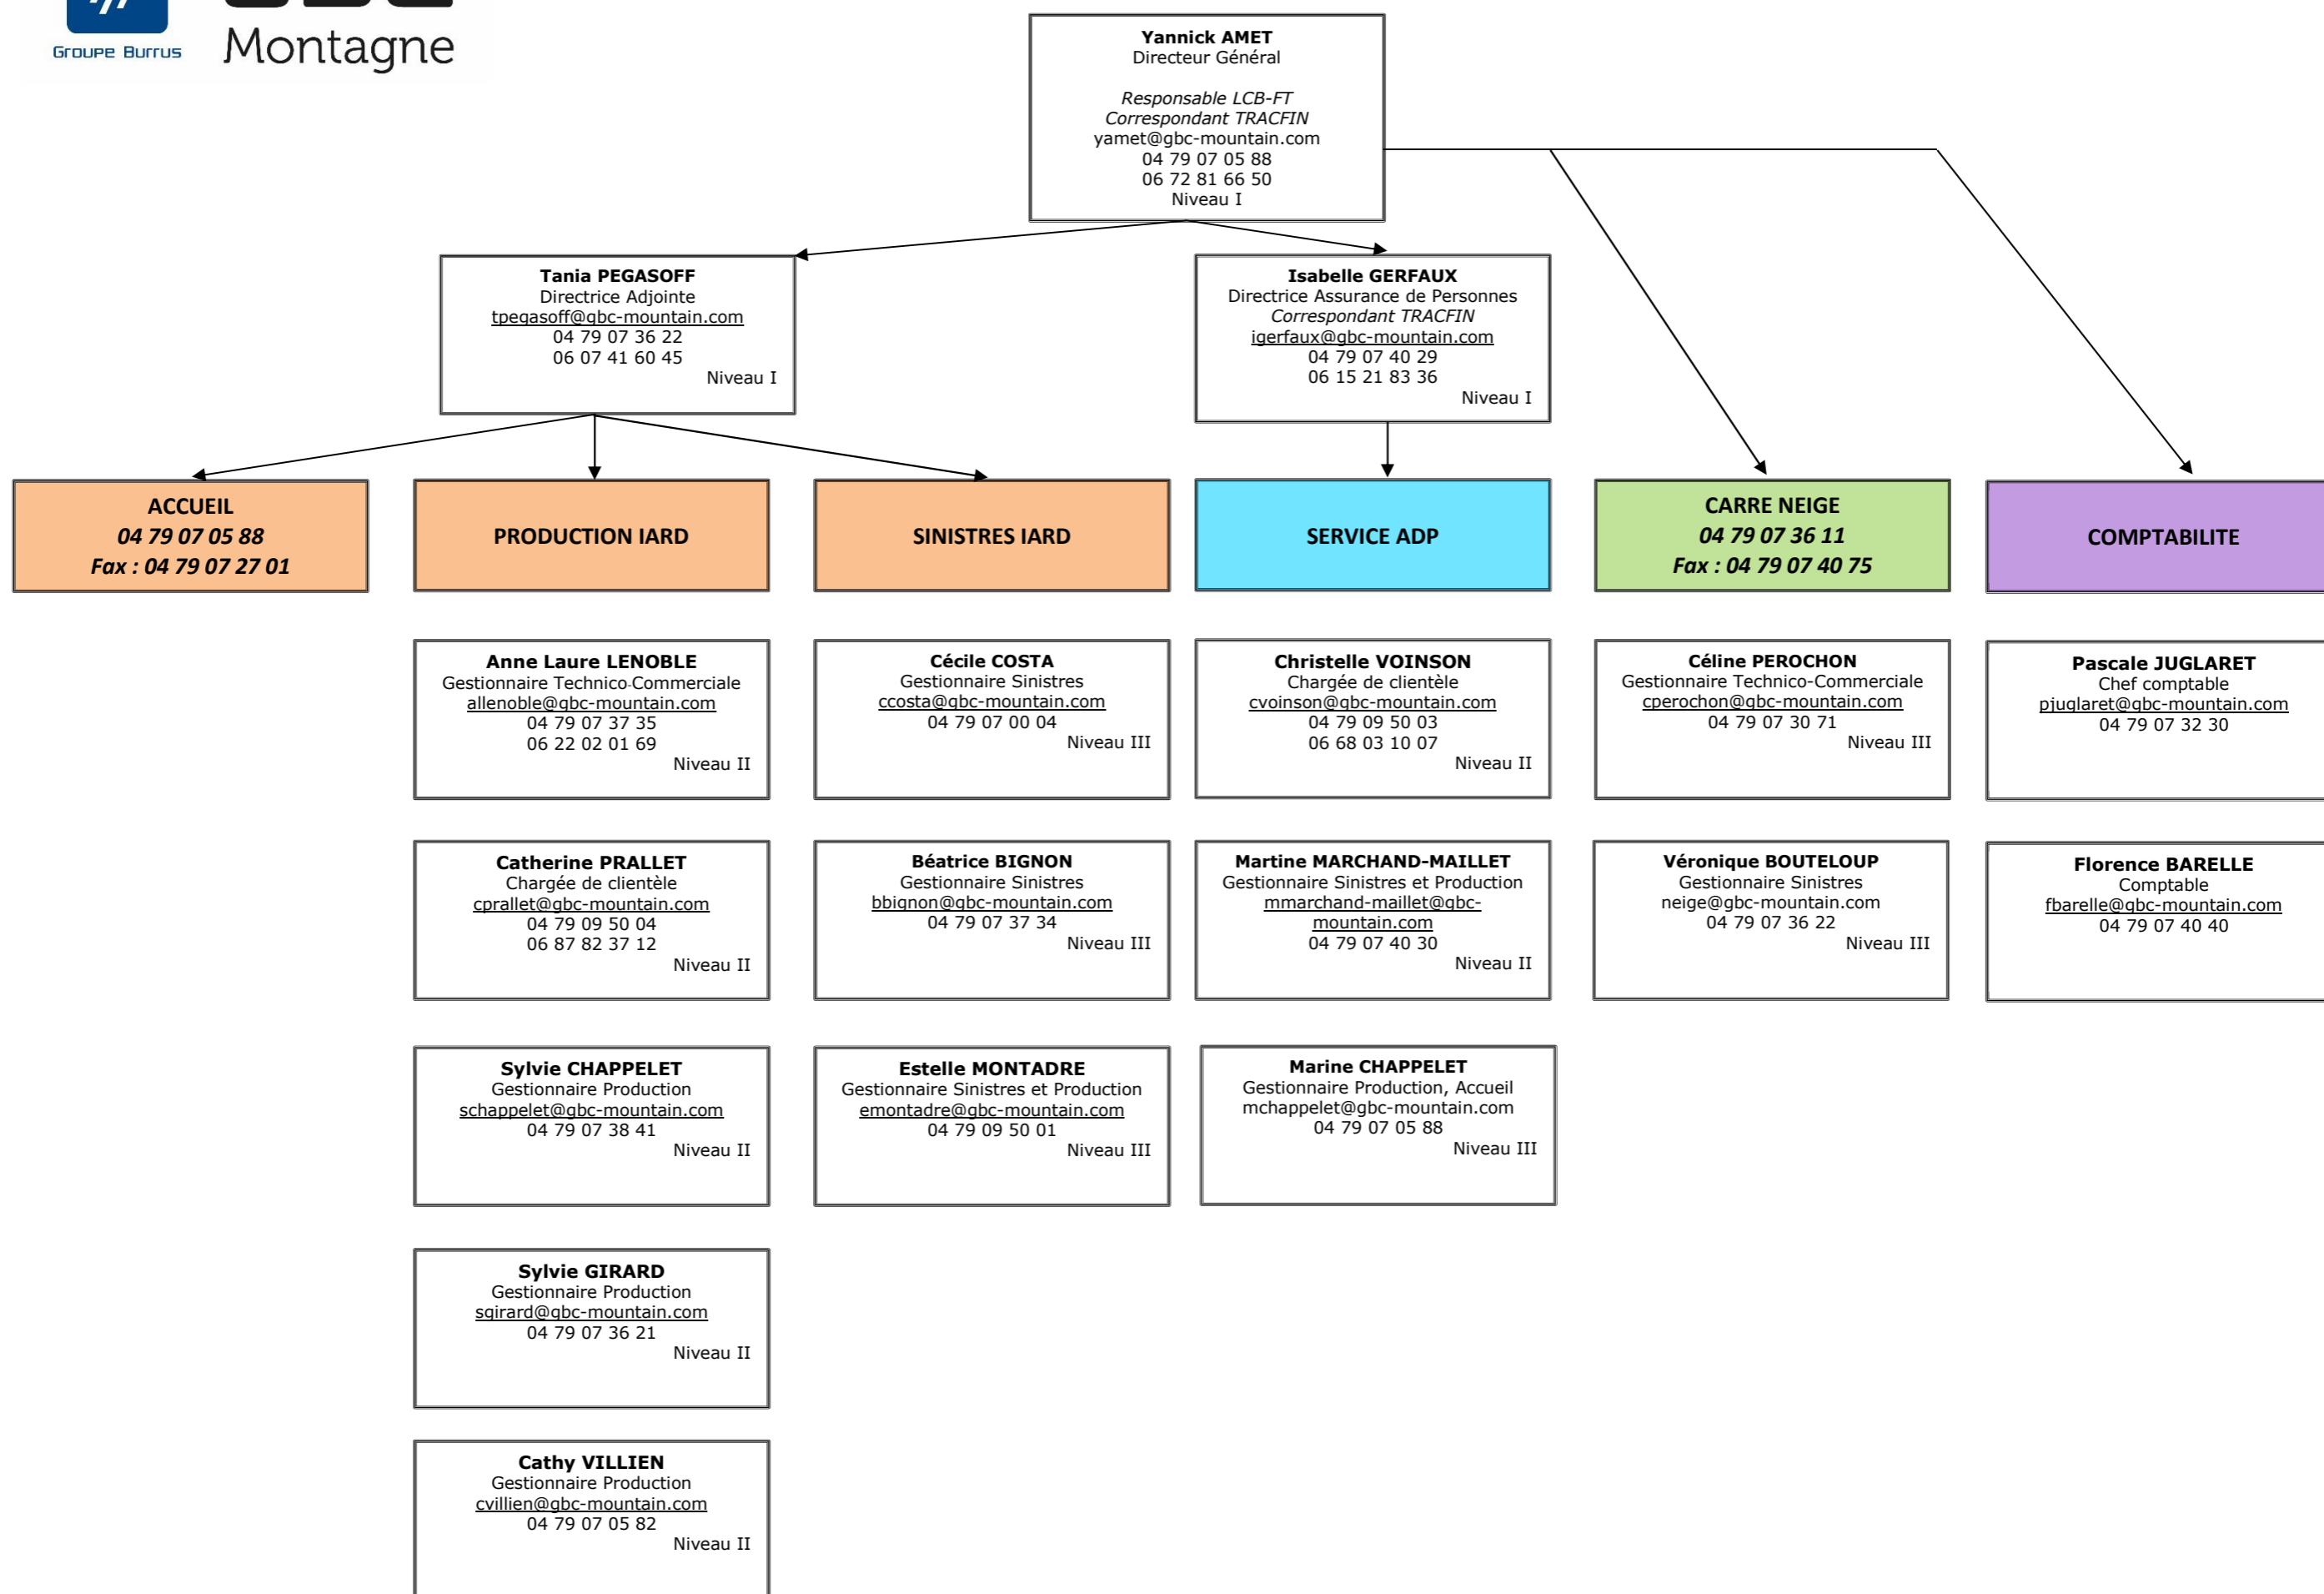 Groupe Burrus
Montagne
Yannick AMET
Directeur Général
Responsable LCB-FT
Correspondant TRACFIN
yamet@gbc-mountain.com
04 79 07 05 88
06 72 81 66 50
Niveau I
Tania PEGASOFF
Directrice Adjointe
tpegasoff@gbc-mountain.com
04 79 07 36 22
06 07 41 60 45
Niveau I
Isabelle GERFAUX
Directrice Assurance de Personnes
Correspondant TRACFIN
igerfaux@gbc-mountain.com
04 79 07 40 29
06 15 21 83 36
Niveau I
ACCUEIL
04 79 07 05 88
Fax : 04 79 07 27 01
PRODUCTION IARD
SINISTRES IARD
SERVICE ADP
CARRE NEIGE
04 79 07 36 11
Fax : 04 79 07 40 75
COMPTABILITE
Anne Laure LENOBLE
Gestionnaire Technico-Commerciale
allenoble@gbc-mountain.com
04 79 07 37 35
06 22 02 01 69
Niveau II
Cécile COSTA
Gestionnaire Sinistres
ccosta@gbc-mountain.com
04 79 07 00 04
Niveau III
Christelle VOINSON
Chargée de clientèle
cvoinson@gbc-mountain.com
04 79 09 50 03
06 68 03 10 07
Niveau II
Céline PEROCHON
Gestionnaire Technico-Commerciale
cperochon@gbc-mountain.com
04 79 07 30 71
Niveau III
Pascale JUGLARET
Chef comptable
pjuglaret@gbc-mountain.com
04 79 07 32 30
Catherine PRALLET
Chargée de clientèle
cprallet@gbc-mountain.com
04 79 09 50 04
06 87 82 37 12
Niveau II
Béatrice BIGNON
Gestionnaire Sinistres
bbignon@gbc-mountain.com
04 79 07 37 34
Niveau III
Martine MARCHAND-MAILLET
Gestionnaire Sinistres et Production
mmarchand-maillet@gbc-
mountain.com
04 79 07 40 30
Niveau II
Véronique BOUTELOUP
Gestionnaire Sinistres
neige@gbc-mountain.com
04 79 07 36 22
Niveau III
Florence BARELLE
Comptable
fbarelle@gbc-mountain.com
04 79 07 40 40
Sylvie CHAPPELET
Gestionnaire Production
schappelet@gbc-mountain.com
04 79 07 38 41
Niveau II
Estelle MONTADRE
Gestionnaire Sinistres et Production
emontadre@gbc-mountain.com
04 79 09 50 01
Niveau III
Marine CHAPPELET
Gestionnaire Production, Accueil
mchappelet@gbc-mountain.com
04 79 07 05 88
Niveau III
Sylvie GIRARD
Gestionnaire Production
sgirard@gbc-mountain.com
04 79 07 36 21
Niveau II
Cathy VILLIEN
Gestionnaire Production
cvillien@gbc-mountain.com
04 79 07 05 82
Niveau II